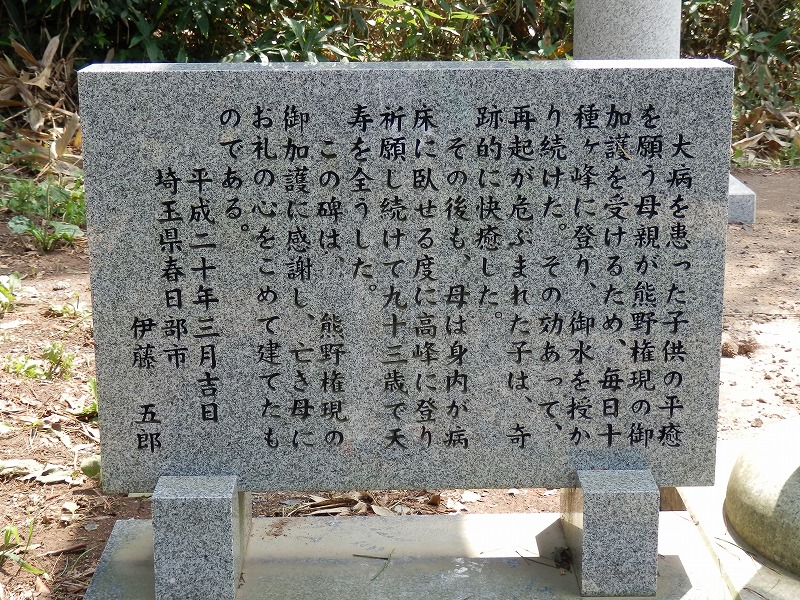 大病を患った子供の平癒
を願う母親が熊野権現の御
加護を受けるため、毎日十
種ヶ峰に登り、御水を授か
り続けた。その効あって、
再起が危ぶまれた子は、奇
跡的に快癒した。
その後も、母は身内が病
床に臥せる度に高峰に登り
祈願し続けて九十三歳で天
寿を全うした。
この碑は、熊野権現の
御加護に感謝し、亡き母に
お礼の心をこめて建てたも
のである。
平成二十年三月吉日
埼玉県春日部市
伊藤 五郎